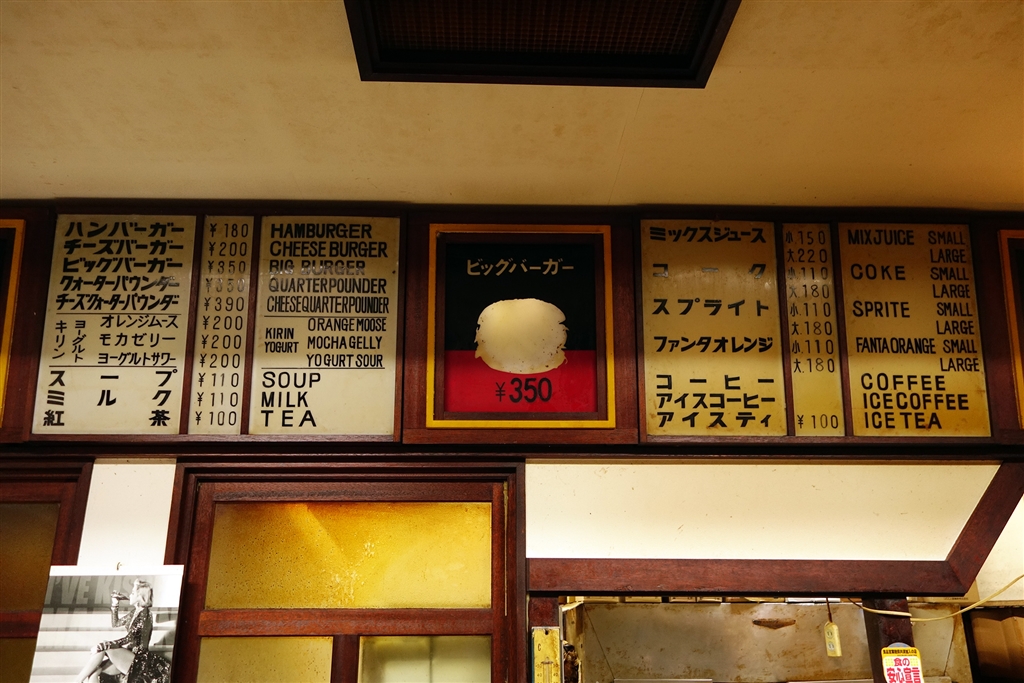 ハンバーガー ¥180 HAMBURGER
チーズバーガー ¥200 CHEESE BURGER
ビッグバーガー ¥350 BIG BURGER
クォーターパウンダー ¥330 QUARTERPOUNDER
チーズクォーターパウンダー ¥390 CHEESEQUARTERPOUNDER
キリン ヨーグルト KIRIN YOGURT
オレンジムース ¥200 ORANGE MOOSE
モカゼリー ¥200 MOCHAGELLY
ヨーグルトサワー ¥200 YOGURT SOUR
スープ ¥110 SOUP
ミルク ¥110 MILK
紅茶 ¥100 TEA
ビッグバーガー
¥350
ミックスジュース 小150 MIXJUICE SMALL
大220 LARGE
コーク 小110 COKE SMALL
大180 LARGE
スプライト 小110 SPRITE SMALL
大180 LARGE
ファンタオレンジ 小110 FANTAORANGE SMALL
大180 LARGE
コーヒー COFFEE
アイスコーヒー ICECOFFEE
アイスティ ¥100 ICE TEA
食の
安心宣言